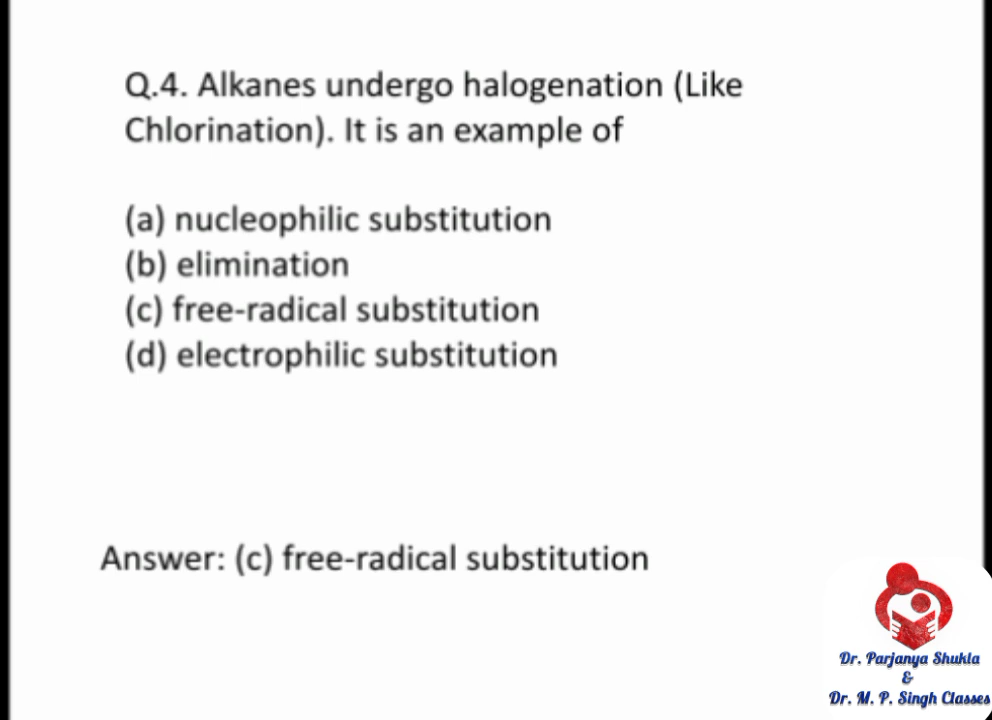 Q.4. Alkanes undergo halogenation (Like
Chlorination). It is an example of
(a) nucleophilic substitution
(b) elimination
(c) free-radical substitution
(d) electrophilic substitution
Answer: (c) free-radical substitution
Dr. Parjanya Shukla
&
Dr. M. P. Singh Classes